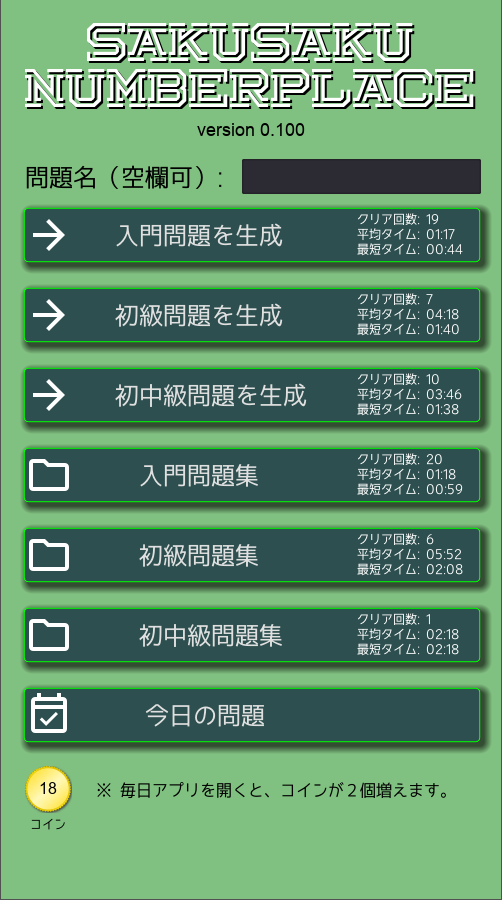 SAKUSAKU
NUMBERPLACE
version 0.100
問題名（空欄可）:
入門問題を生成
クリア回数: 19
平均タイム: 01:17
最短タイム: 00:44
初級問題を生成
クリア回数: 7
平均タイム: 04:18
最短タイム: 01:40
初中級問題を生成
クリア回数: 10
平均タイム: 03:46
最短タイム: 01:38
入門問題集
クリア回数: 20
平均タイム: 01:18
最短タイム: 00:59
初級問題集
クリア回数: 6
平均タイム: 05:52
最短タイム: 02:08
初中級問題集
クリア回数: 1
平均タイム: 02:18
最短タイム: 02:18
今日の問題
18
コイン
※ 毎日アプリを開くと、コインが２個増えます。